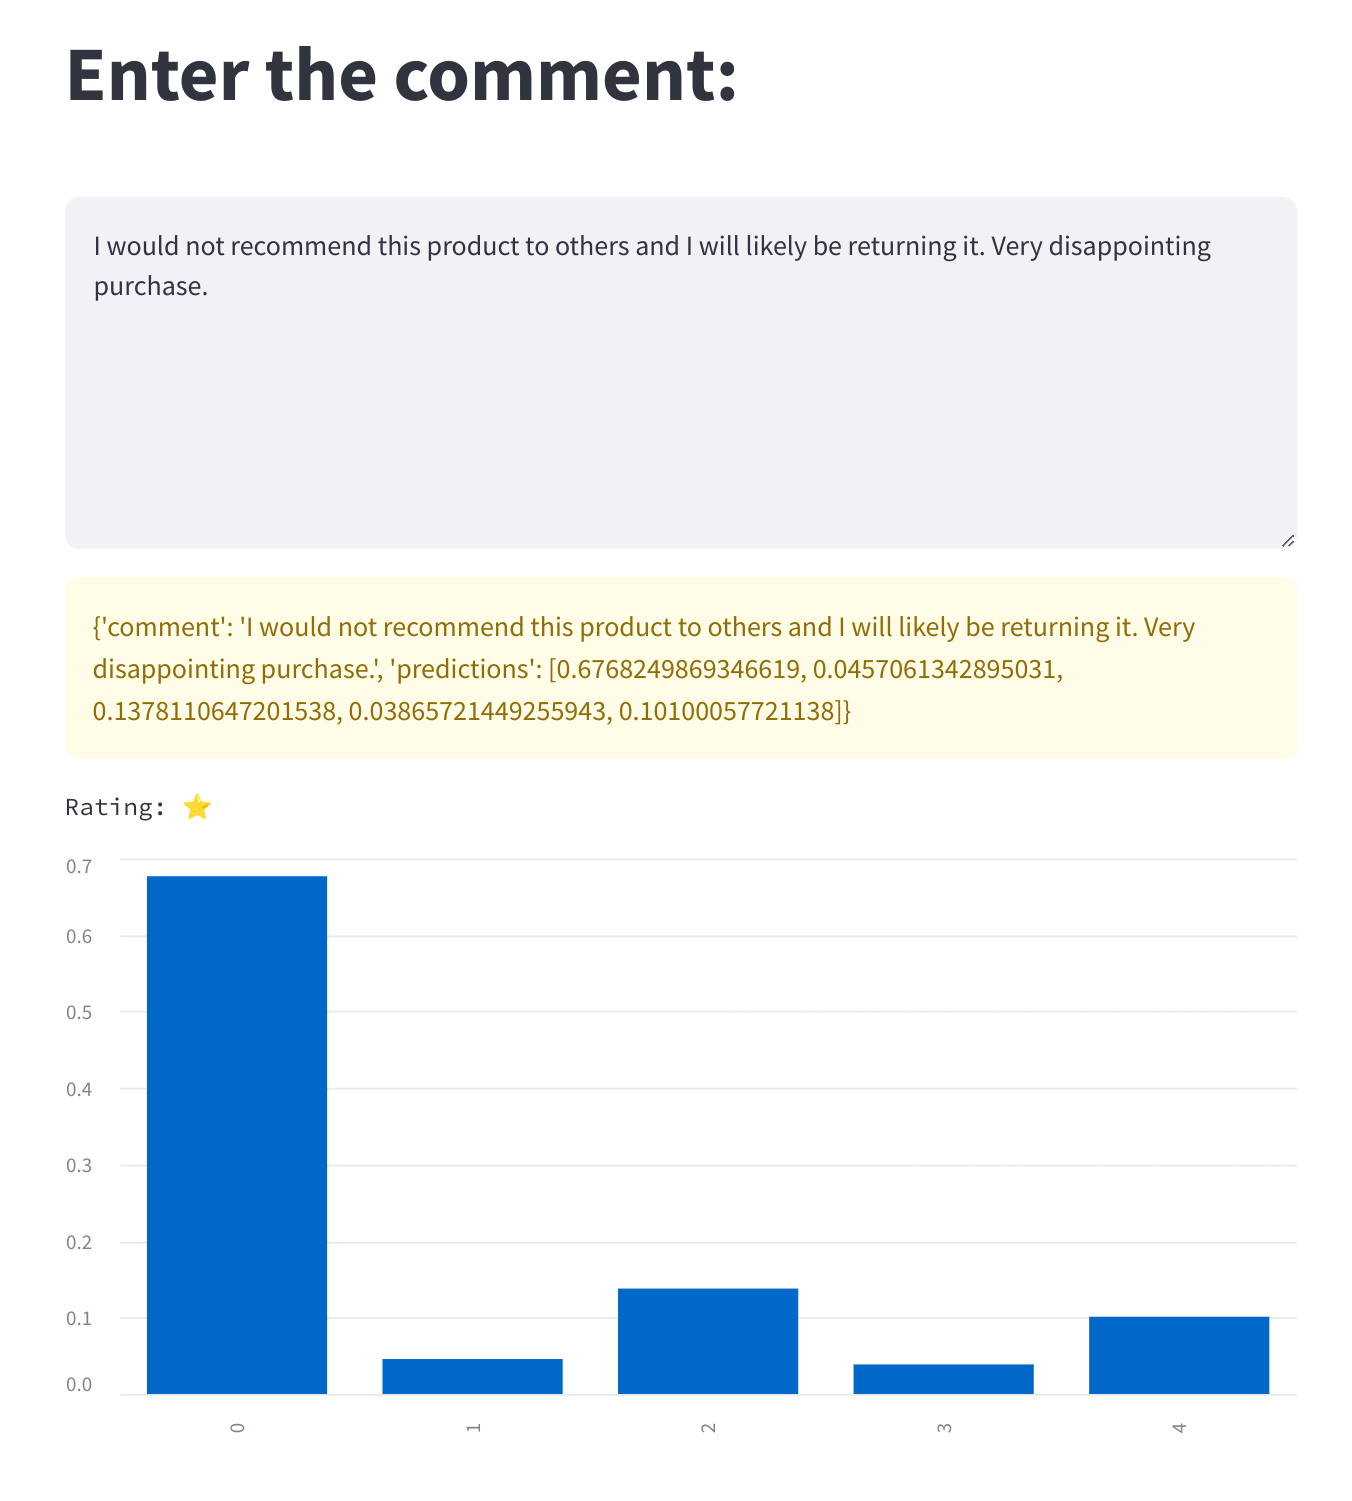 Enter the comment:
I would not recommend this product to others and I will likely be returning it. Very disappointing
purchase.
{'comment': 'I would not recommend this product to others and I will likely be returning it. Very
disappointing purchase.', 'predictions': [0.6768249869346619, 0.0457061342895031,
0.1378110647201538, 0.03865721449255943, 0.10100057721138]}
Rating: ⭐
0.7
0.6
0.5
0.4
0.3
0.2
0.1
0.0
0 1 2 3 4